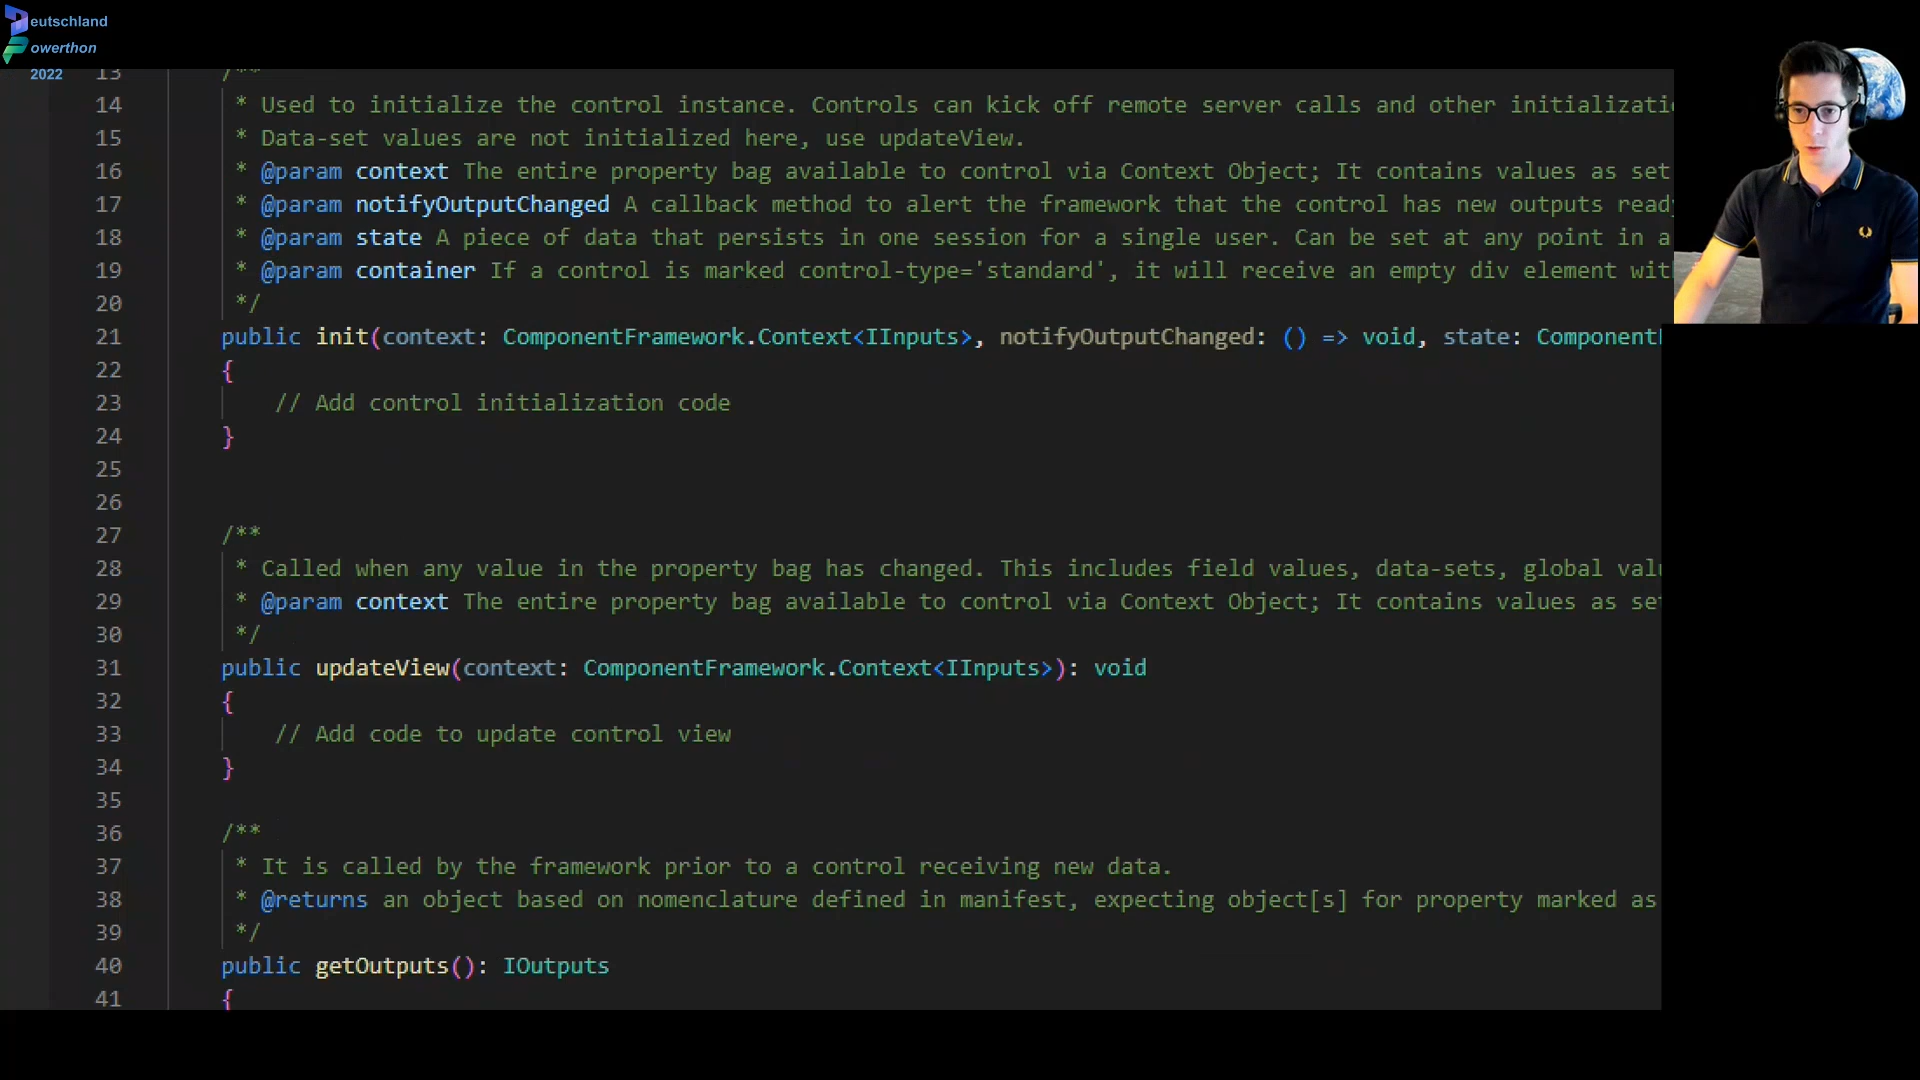 Deutschland
Powerthon
2022
13 /**
14 * Used to initialize the control instance. Controls can kick off remote server calls and other initializati
15 * Data-set values are not initialized here, use updateView.
16 * @param context The entire property bag available to control via Context Object; It contains values as set
17 * @param notifyOutputChanged A callback method to alert the framework that the control has new outputs ready
18 * @param state A piece of data that persists in one session for a single user. Can be set at any point in a
19 * @param container If a control is marked control-type='standard', it will receive an empty div element wit
20 */
21 public init(context: ComponentFramework.Context<IInputs>, notifyOutputChanged: () => void, state: Component
22 {
23 // Add control initialization code
24 }
25
26
27 /**
28 * Called when any value in the property bag has changed. This includes field values, data-sets, global val
29 * @param context The entire property bag available to control via Context Object; It contains values as se
30 */
31 public updateView(context: ComponentFramework.Context<IInputs>): void
32 {
33 // Add code to update control view
34 }
35
36 /**
37 * It is called by the framework prior to a control receiving new data.
38 * @returns an object based on nomenclature defined in manifest, expecting object[s] for property marked as
39 */
40 public getOutputs(): IOutputs
41 {